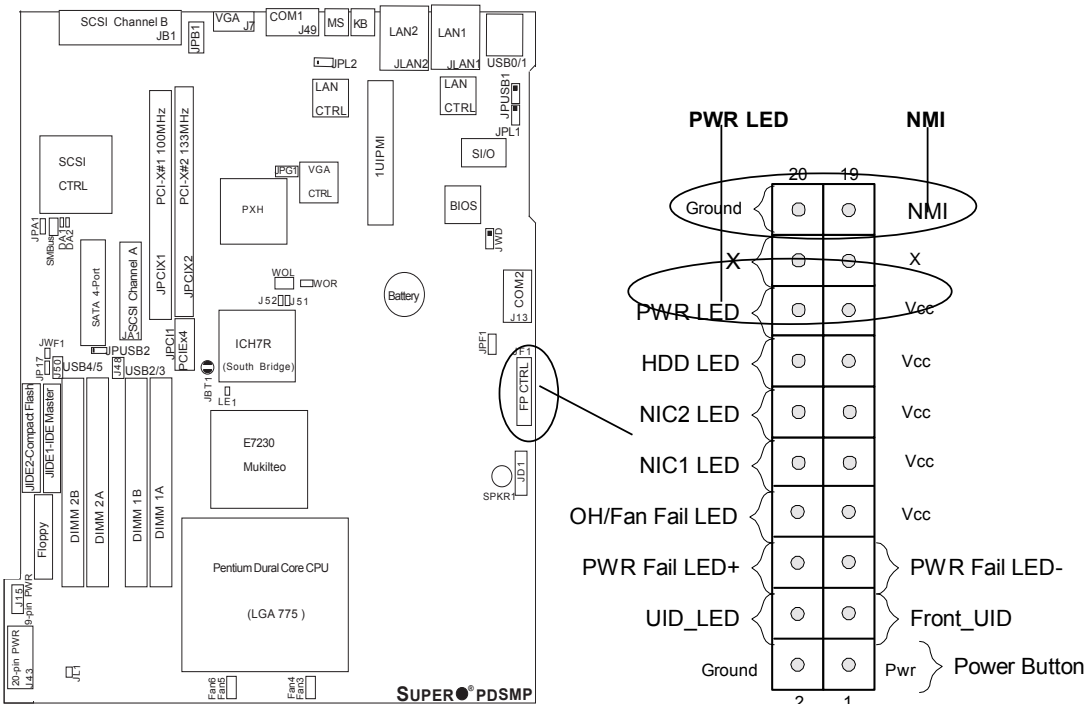 SCSI Channel B
JB1
JPB1
VGA
J7
COM1
J49
MS
KB
LAN2
JLAN2
LAN1
JLAN1
USB0/1
JPL2
LAN
CTRL
LAN
CTRL
JPUSB1
JPL1
SCSI
CTRL
PCI-X#1 100MHz
JPCIX1
PCI-X#2 133MHz
JPCIX2
JPG1
VGA
CTRL
1UIPMI
SI/O
PXH
BIOS
JPA1
SMBus
DA1
DA2
JWD
SATA 4-Port
SCSI Channel A
JA1
WOL
WOR
J52
J51
Battery
COM2
J13
JWF1
JPUSB2
JPCI1
PCIEx4
ICH7R
(South Bridge)
JPF1
JF1
FP CTRL
JP17
J50
USB4/5
J48
USB2/3
JBT1
LE1
JIDE2-Compact Flash
JIDE1-IDE Master
E7230
Mukilteo
JD1
SPKR1
Floppy
DIMM 2B
DIMM 2A
DIMM 1B
DIMM 1A
Pentium Dural Core CPU
(LGA 775 )
J15
9-pin PWR
20-pin PWR
J43
JL1
Fan6
Fan5
Fan4
Fan3
SUPER ® PDSMP
PWR LED NMI
20 19
Ground NMI
X X
PWR LED Vcc
HDD LED Vcc
NIC2 LED Vcc
NIC1 LED Vcc
OH/Fan Fail LED Vcc
PWR Fail LED+ PWR Fail LED-
UID_LED Front_UID
Ground Pwr Power Button
2 1